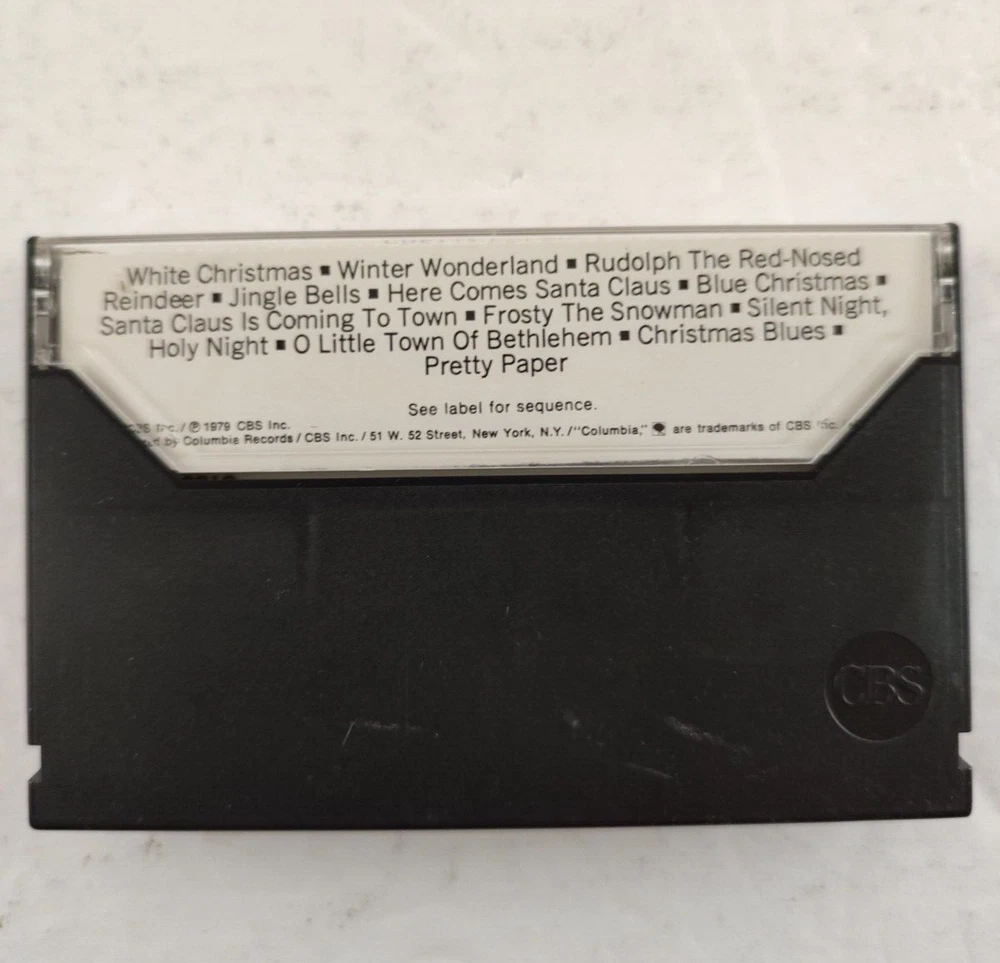 White Christmas ▪ Winter Wonderland ▪ Rudolph The Red-Nosed
Reindeer ▪ Jingle Bells ▪ Here Comes Santa Claus ▪ Blue Christmas ▪
Santa Claus Is Coming To Town ▪ Frosty The Snowman ▪ Silent Night,
Holy Night ▪ O Little Town Of Bethlehem ▪ Christmas Blues ▪
Pretty Paper
See label for sequence.
/ ℗ 1979 CBS Inc.
by Columbia Records / CBS Inc. / 51 W. 52 Street, New York, N.Y. / "Columbia," are trademarks of CBS
CBS